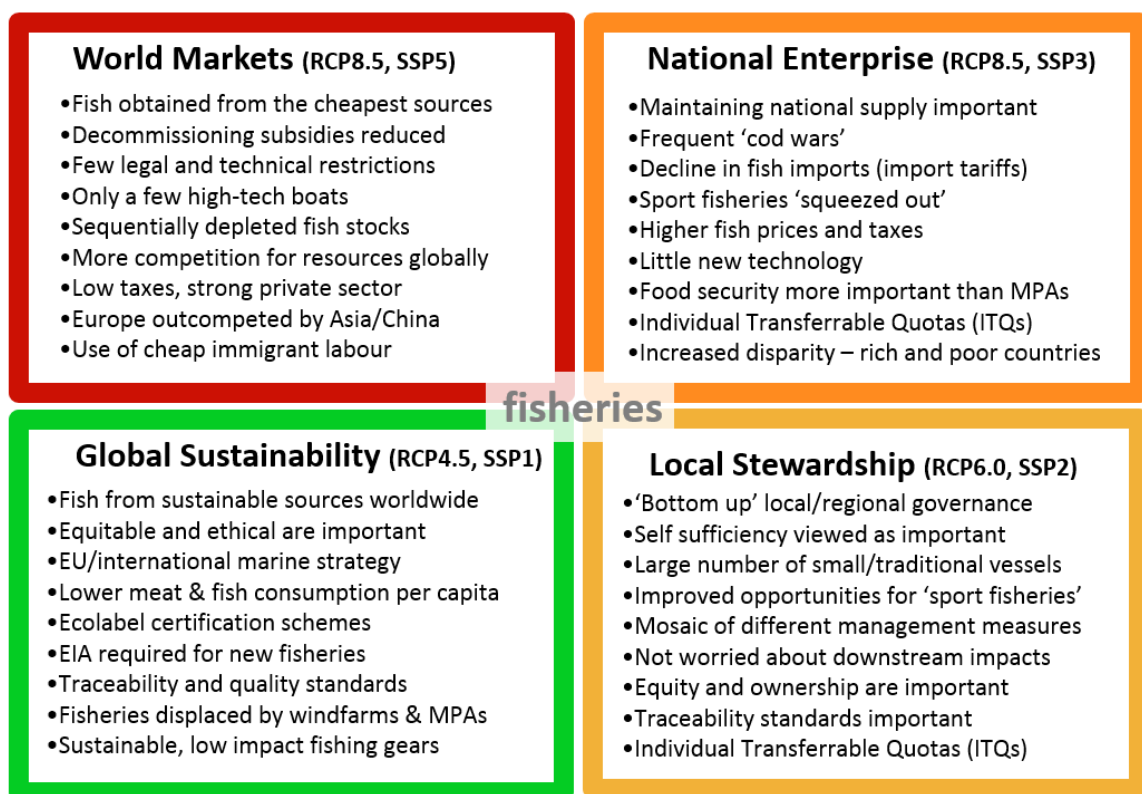 World Markets (RCP8.5, SSP5)
•Fish obtained from the cheapest sources
•Decommissioning subsidies reduced
•Few legal and technical restrictions
•Only a few high-tech boats
•Sequentially depleted fish stocks
•More competition for resources globally
•Low taxes, strong private sector
•Europe outcompeted by Asia/China
•Use of cheap immigrant labour
National Enterprise (RCP8.5, SSP3)
•Maintaining national supply important
•Frequent ‘cod wars’
•Decline in fish imports (import tariffs)
•Sport fisheries ‘squeezed out’
•Higher fish prices and taxes
•Little new technology
•Food security more important than MPAs
•Individual Transferrable Quotas (ITQs)
•Increased disparity – rich and poor countries
fisheries
Global Sustainability (RCP4.5, SSP1)
•Fish from sustainable sources worldwide
•Equitable and ethical are important
•EU/international marine strategy
•Lower meat & fish consumption per capita
•Ecolabel certification schemes
•EIA required for new fisheries
•Traceability and quality standards
•Fisheries displaced by windfarms & MPAs
•Sustainable, low impact fishing gears
Local Stewardship (RCP6.0, SSP2)
•‘Bottom up’ local/regional governance
•Self sufficiency viewed as important
•Large number of small/traditional vessels
•Improved opportunities for ‘sport fisheries’
•Mosaic of different management measures
•Not worried about downstream impacts
•Equity and ownership are important
•Traceability standards important
•Individual Transferrable Quotas (ITQs)